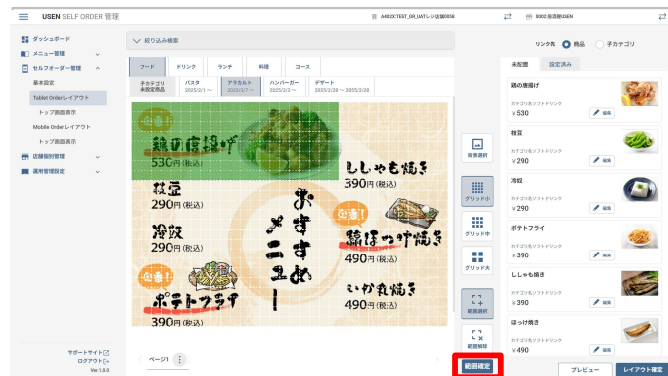 USEN SELF ORDER 管理
A4B2X:TEST_GR_UATレジ店舗0058
0002:居酒屋USEN
ダッシュボード
メニュー管理
セルフオーダー管理
基本設定
Tablet Orderレイアウト
トップ画面表示
Mobile Orderレイアウト
トップ画面表示
店舗個別管理
運用管理設定
サポートサイト
ログアウト
Ver.1.0.0
絞り込み検索
フード
ドリンク
ランチ
料理
コース
子カテゴリ
未設定商品
パスタ
2025/2/1 ～
アラカルト
2025/3/7 ～
ハンバーガー
2025/3/3 ～
デザート
2025/2/28 ～ 2055/2/28
必番!
鶏の唐揚げ
530円(税込)
枝豆
290円(税込)
冷奴
290円(税込)
必番!
ポテトフライ
390円(税込)
おすすめ
メニュー
ししゃも焼き
390円(税込)
必番!
縞ほっけ焼き
490円(税込)
いか丸焼き
490円(税込)
ページ1
背景選択
グリッド小
グリッド中
グリッド大
範囲選択
範囲解除
範囲確定
リンク先
商品
子カテゴリ
未配置
設定済み
鶏の唐揚げ
カテゴリ名ソフトドリンク
￥530
編集
枝豆
カテゴリ名ソフトドリンク
￥290
編集
冷奴
カテゴリ名ソフトドリンク
￥290
編集
ポテトフライ
カテゴリ名ソフトドリンク
￥390
編集
ししゃも焼き
カテゴリ名ソフトドリンク
￥390
編集
ほっけ焼き
カテゴリ名ソフトドリンク
￥490
編集
プレビュー
レイアウト確定